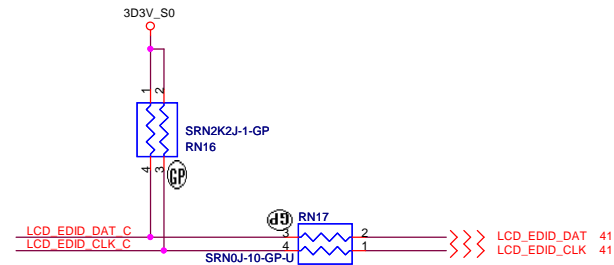 3D3V_S0
1 2
SRN2K2J-1-GP
RN16
4 3
GP
GP
RN17
LCD_EDID_DAT_C
3 2
LCD_EDID_DAT 41
LCD_EDID_CLK_C
4 1
LCD_EDID_CLK 41
SRN0J-10-GP-U